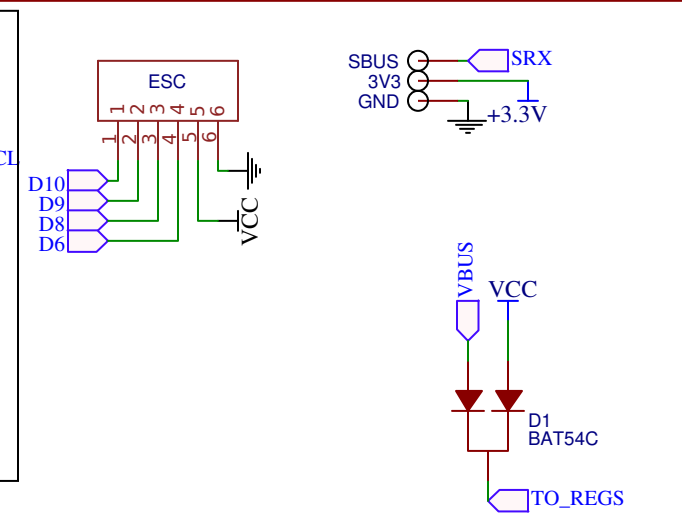 ESC
1 2 3 4 5 6
1 2 3 4 5 6
CL
D10
D9
D8
D6
VCC
SBUS
SRX
3V3
GND
+3.3V
VBUS
VCC
D1
BAT54C
TO_REGS